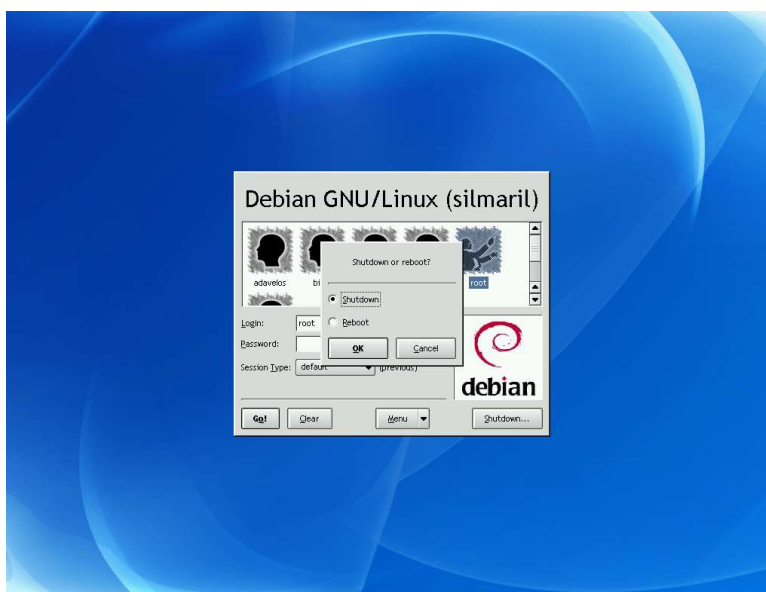 Debian GNU/Linux (silmaril)
adavelos
bi
root
Shutdown or reboot?
Shutdown
Reboot
OK
Cancel
Login:
root
Password:
Session Type:
default
(previous)
debian
Go!
Clear
Menu
Shutdown...